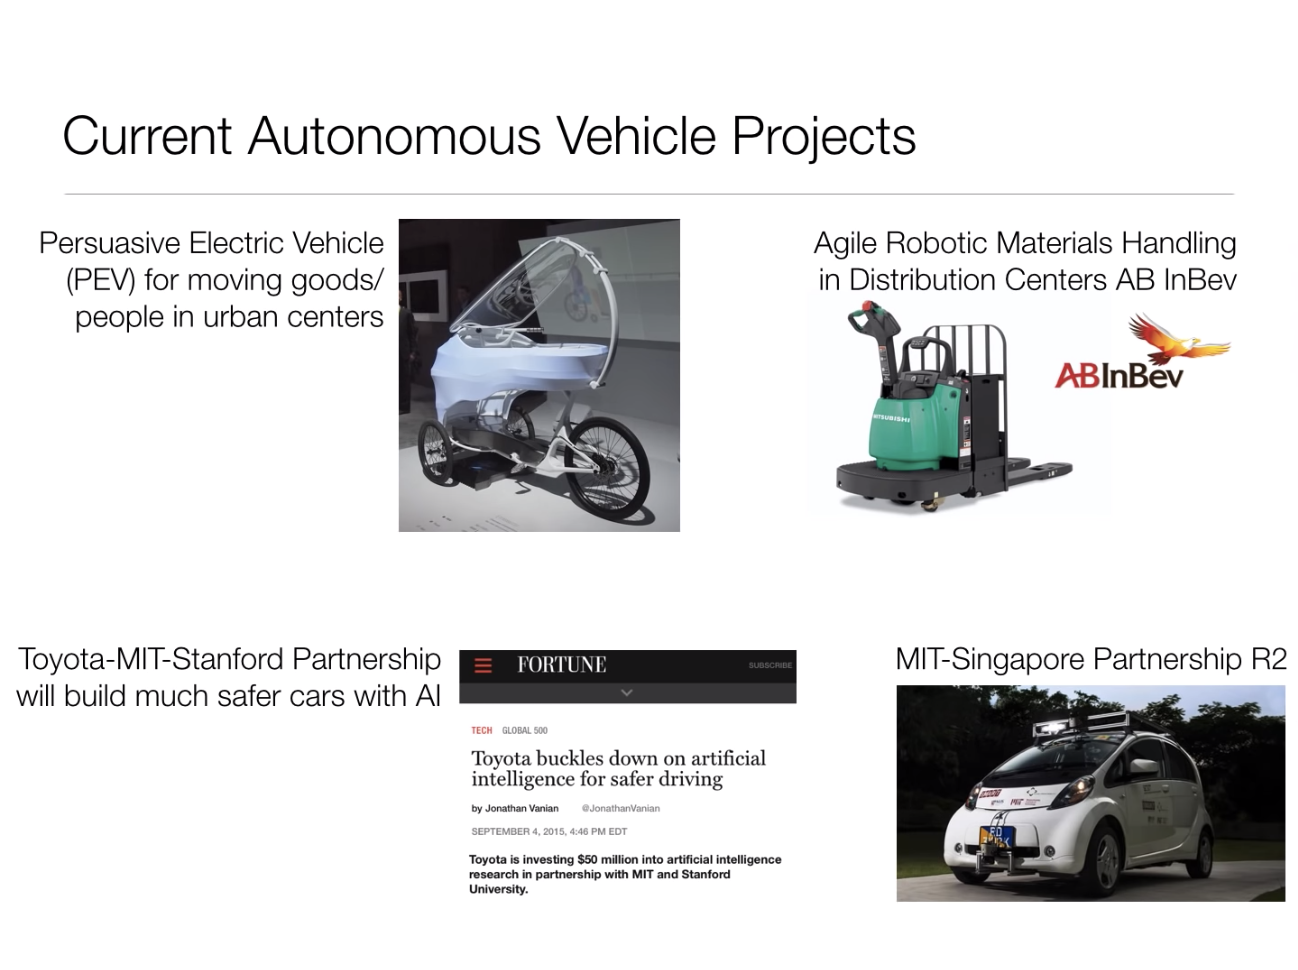 Current Autonomous Vehicle Projects
Persuasive Electric Vehicle
(PEV) for moving goods/
people in urban centers
Agile Robotic Materials Handling
in Distribution Centers AB InBev
MITSUBISHI
ABInBev
Toyota-MIT-Stanford Partnership
will build much safer cars with AI
FORTUNE
SUBSCRIBE
TECH GLOBAL 500
Toyota buckles down on artificial
intelligence for safer driving
by Jonathan Vanian @JonathanVanian
SEPTEMBER 4, 2015, 4:46 PM EDT
Toyota is investing $50 million into artificial intelligence
research in partnership with MIT and Stanford
University.
MIT-Singapore Partnership R2